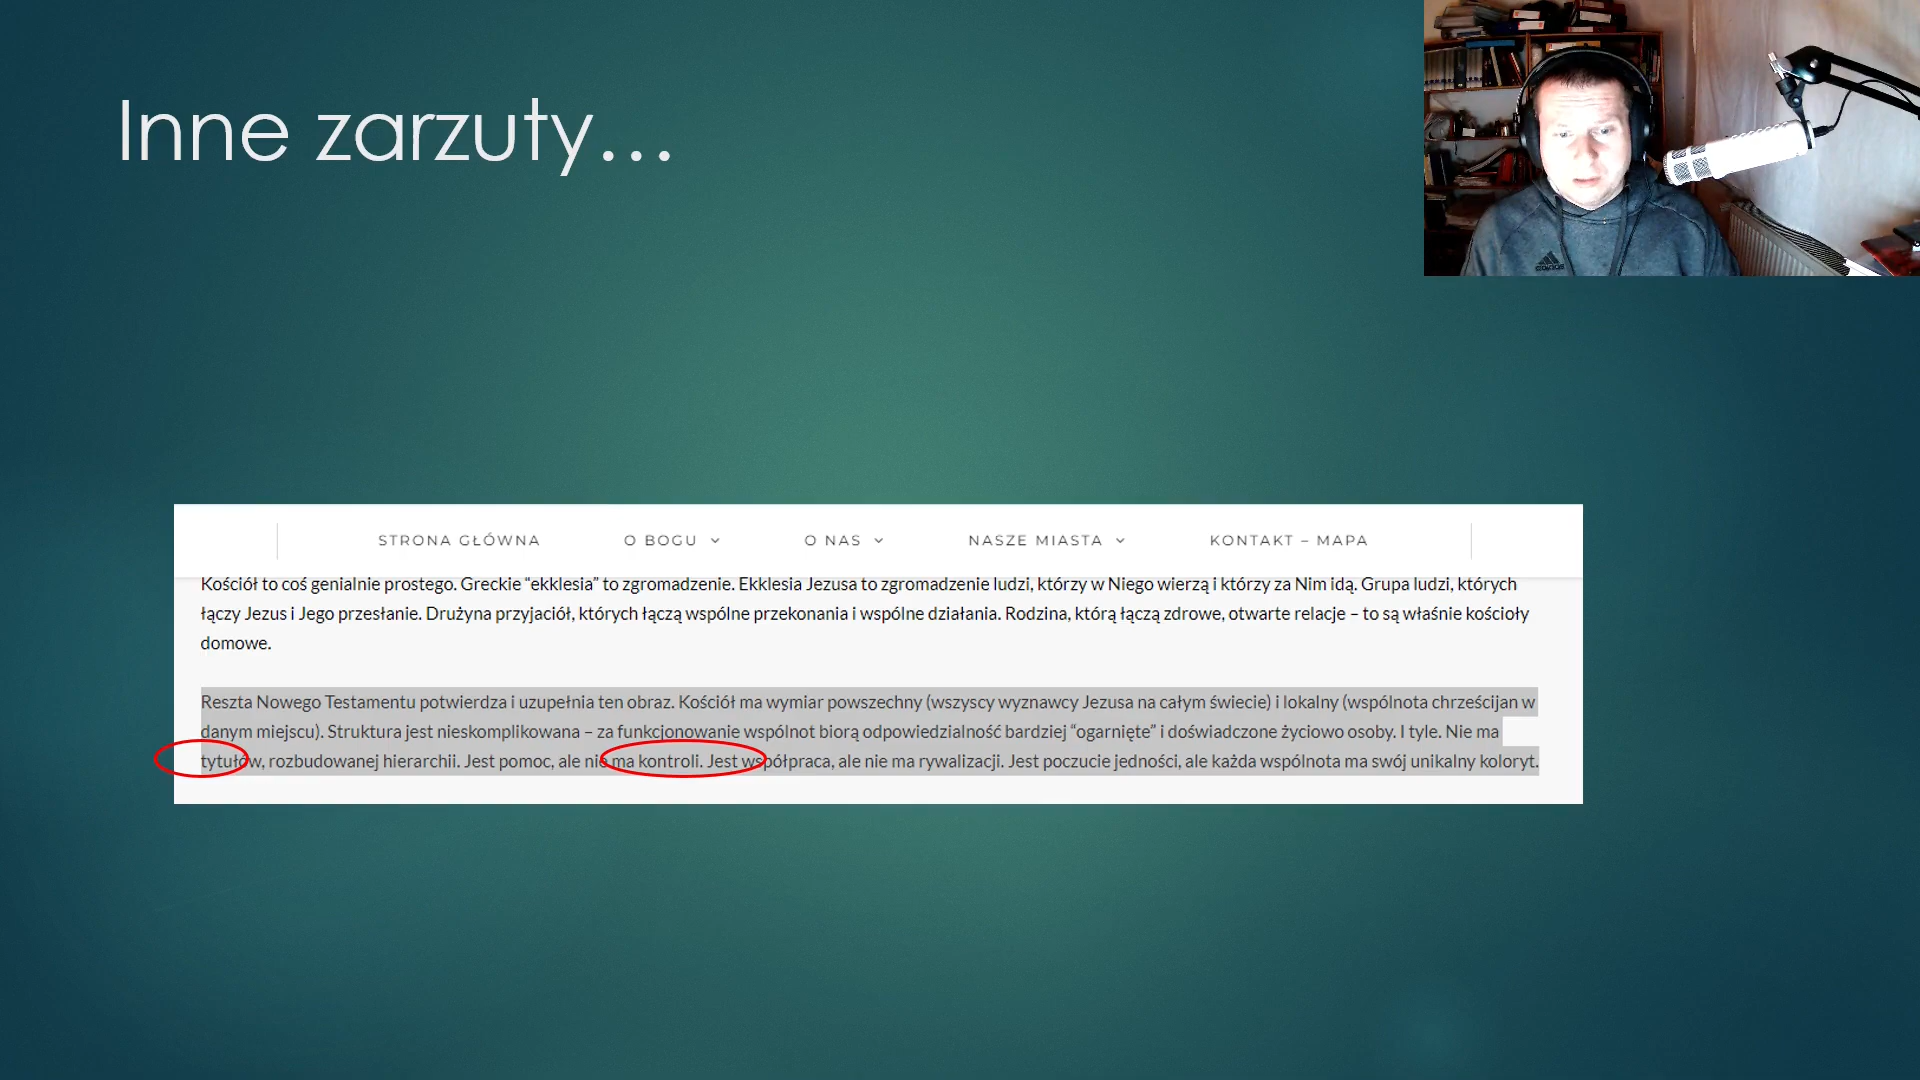 Inne zarzuty...
adidas
STRONA GŁÓWNA
O BOGU
O NAS
NASZE MIASTA
KONTAKT – MAPA
Kościół to coś genialnie prostego. Greckie “ekklesia” to zgromadzenie. Ekklesia Jezusa to zgromadzenie ludzi, którzy w Niego wierzą i którzy za Nim idą. Grupa ludzi, których
łączy Jezus i Jego przesłanie. Drużyna przyjaciół, których łączą wspólne przekonania i wspólne działania. Rodzina, którą łączą zdrowe, otwarte relacje – to są właśnie kościoły
domowe.
Reszta Nowego Testamentu potwierdza i uzupełnia ten obraz. Kościół ma wymiar powszechny (wszyscy wyznawcy Jezusa na całym świecie) i lokalny (wspólnota chrześcijan w
danym miejscu). Struktura jest nieskomplikowana – za funkcjonowanie wspólnot biorą odpowiedzialność bardziej “ogarnięte” i doświadczone życiowo osoby. I tyle. Nie ma
tytułów, rozbudowanej hierarchii. Jest pomoc, ale nie ma kontroli. Jest współpraca, ale nie ma rywalizacji. Jest poczucie jedności, ale każda wspólnota ma swój unikalny koloryt.